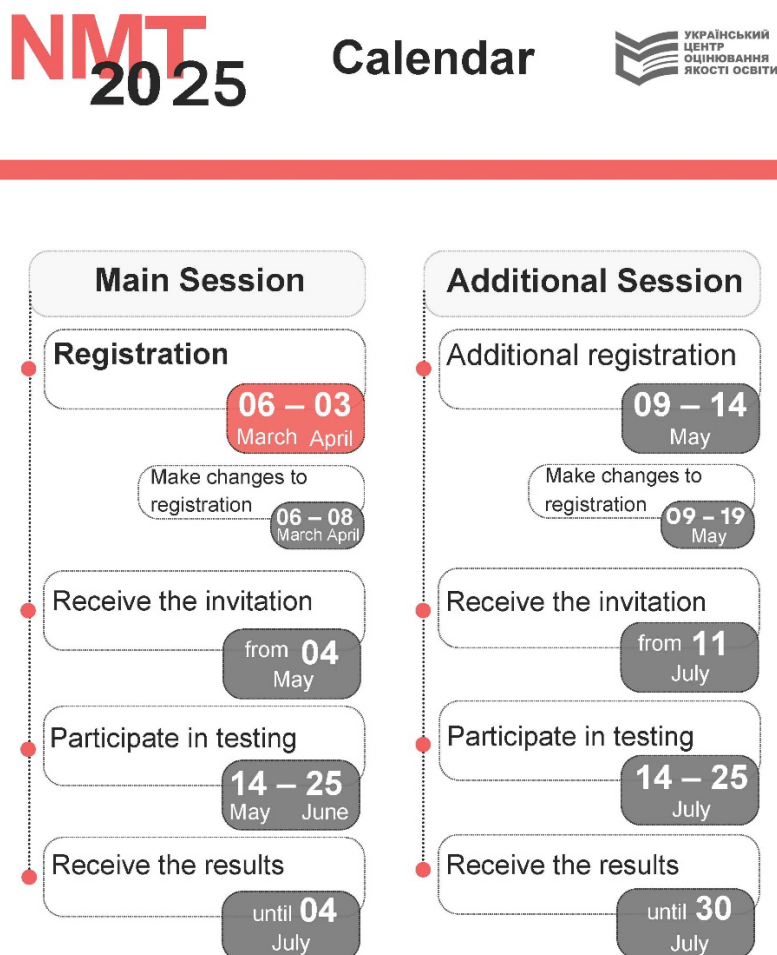 NMT
2025
Calendar
УКРАЇНСЬКИЙ
ЦЕНТР
ОЦІНЮВАННЯ
ЯКОСТІ ОСВІТИ
Main Session
Registration
06 – 03
March April
Make changes to
registration
06 – 08
March April
Receive the invitation
from 04
May
Participate in testing
14 – 25
May June
Receive the results
until 04
July
Additional Session
Additional registration
09 – 14
May
Make changes to
registration
09 – 19
May
Receive the invitation
from 11
July
Participate in testing
14 – 25
July
Receive the results
until 30
July